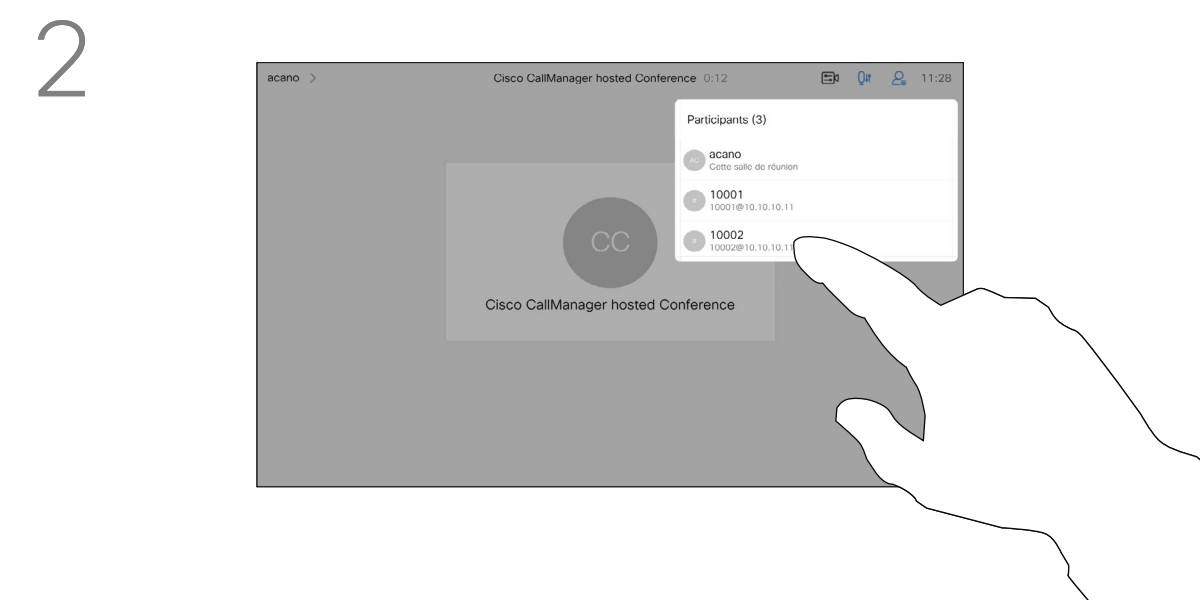 2
acano >
Cisco CallManager hosted Conference 0:12
11:28
Participants (3)
AC
acano
Cette salle de réunion
10001
10001@10.10.10.11
10002
10002@10.10.10.11
CC
Cisco CallManager hosted Conference